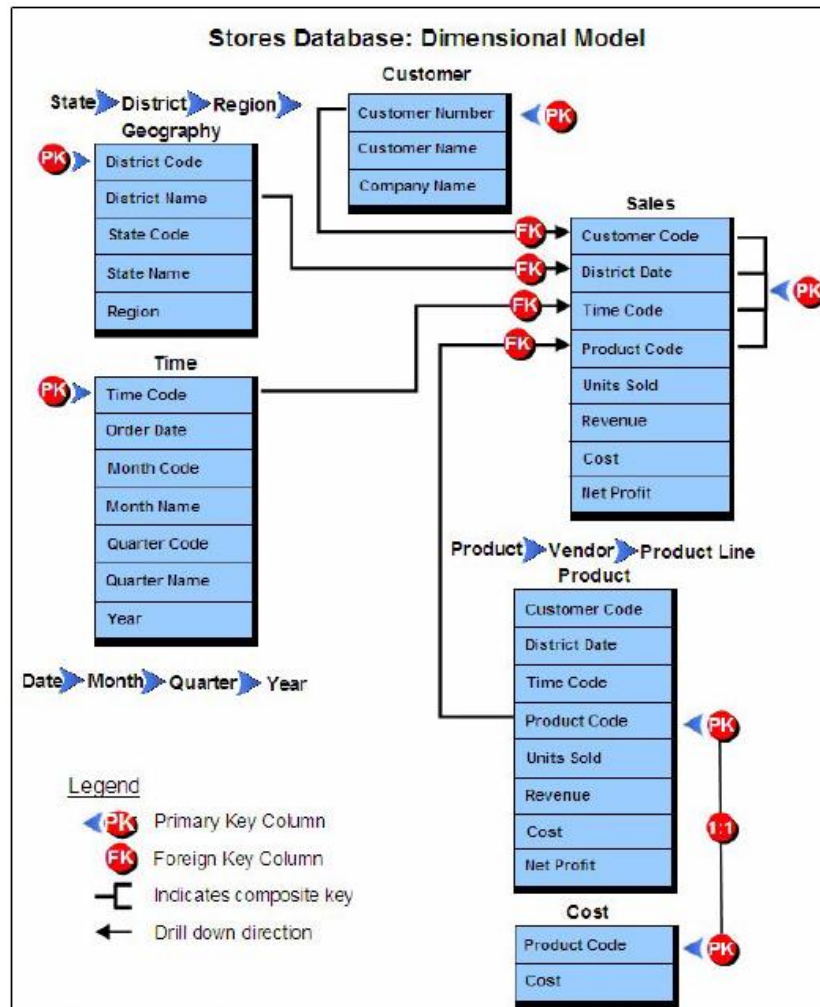 Stores Database: Dimensional Model
State District Region
Geography
PK
District Code
District Name
State Code
State Name
Region
Customer
Customer Number
Customer Name
Company Name
PK
Sales
FK
Customer Code
FK
District Date
FK
Time Code
FK
Product Code
Units Sold
Revenue
Cost
Net Profit
PK
Time
PK
Time Code
Order Date
Month Code
Month Name
Quarter Code
Quarter Name
Year
Date Month Quarter Year
Product Vendor Product Line
Product
Customer Code
District Date
Time Code
Product Code
PK
Units Sold
Revenue
Cost
Net Profit
1:1
Cost
Product Code
PK
Cost
Legend
PK Primary Key Column
FK Foreign Key Column
Indicates composite key
Drill down direction